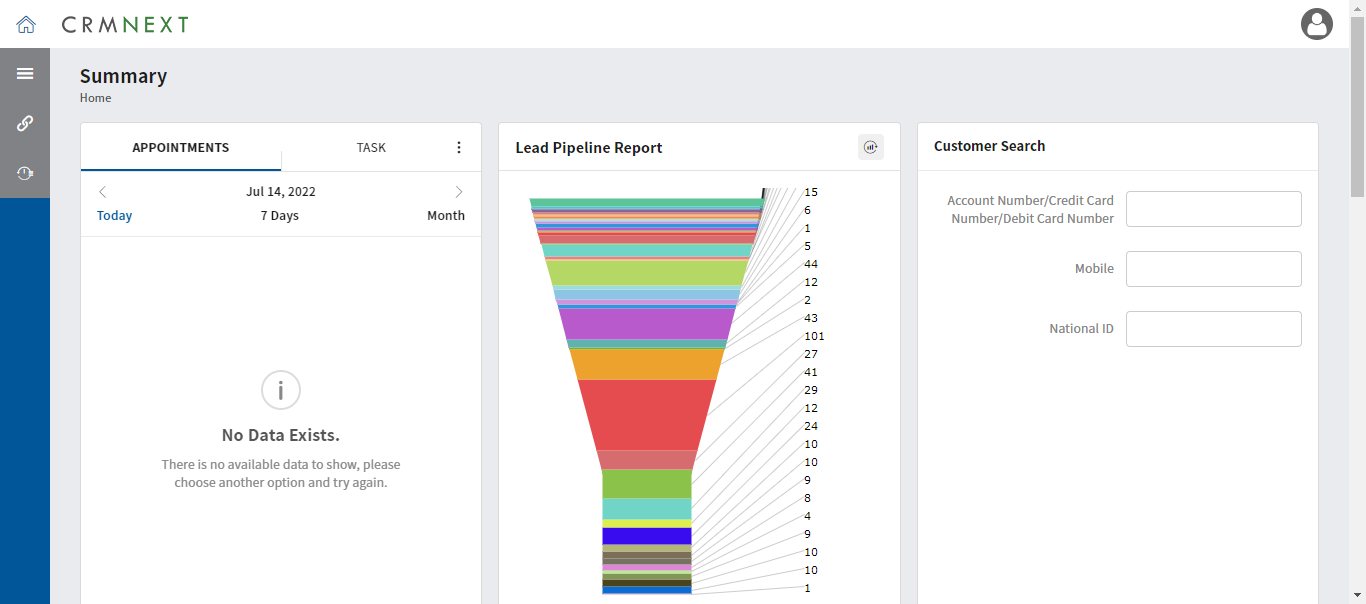 CRMNEXT
Summary
Home
APPOINTMENTS
TASK
Jul 14, 2022
Today
7 Days
Month
No Data Exists.
There is no available data to show, please
choose another option and try again.
Lead Pipeline Report
15
6
1
5
44
12
2
43
101
27
41
29
12
24
10
10
9
8
4
9
10
10
1
Customer Search
Account Number/Credit Card
Number/Debit Card Number
Mobile
National ID